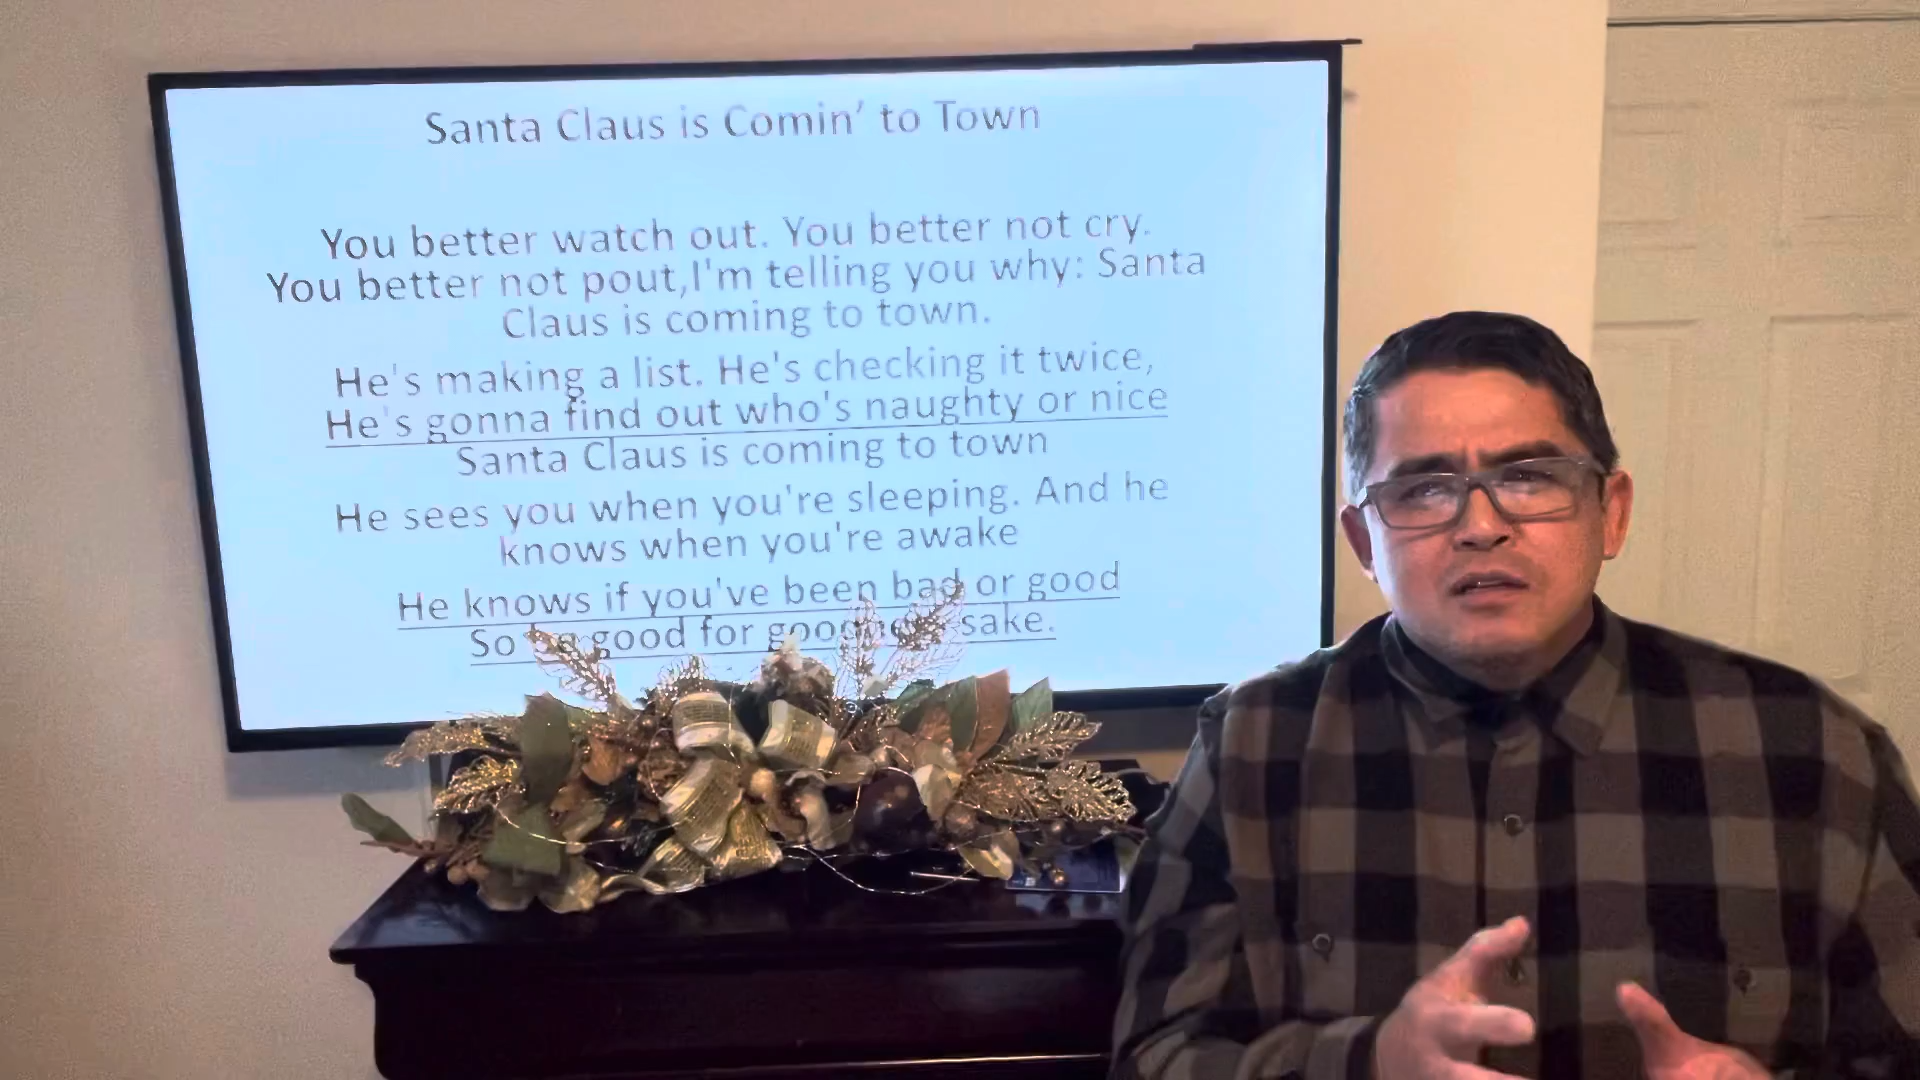 Santa Claus is Comin’ to Town
You better watch out. You better not cry.
You better not pout,I'm telling you why: Santa
Claus is coming to town.
He's making a list. He's checking it twice,
He's gonna find out who's naughty or nice
Santa Claus is coming to town
He sees you when you're sleeping. And he
knows when you're awake
He knows if you've been bad or good
So be good for goodness sake.